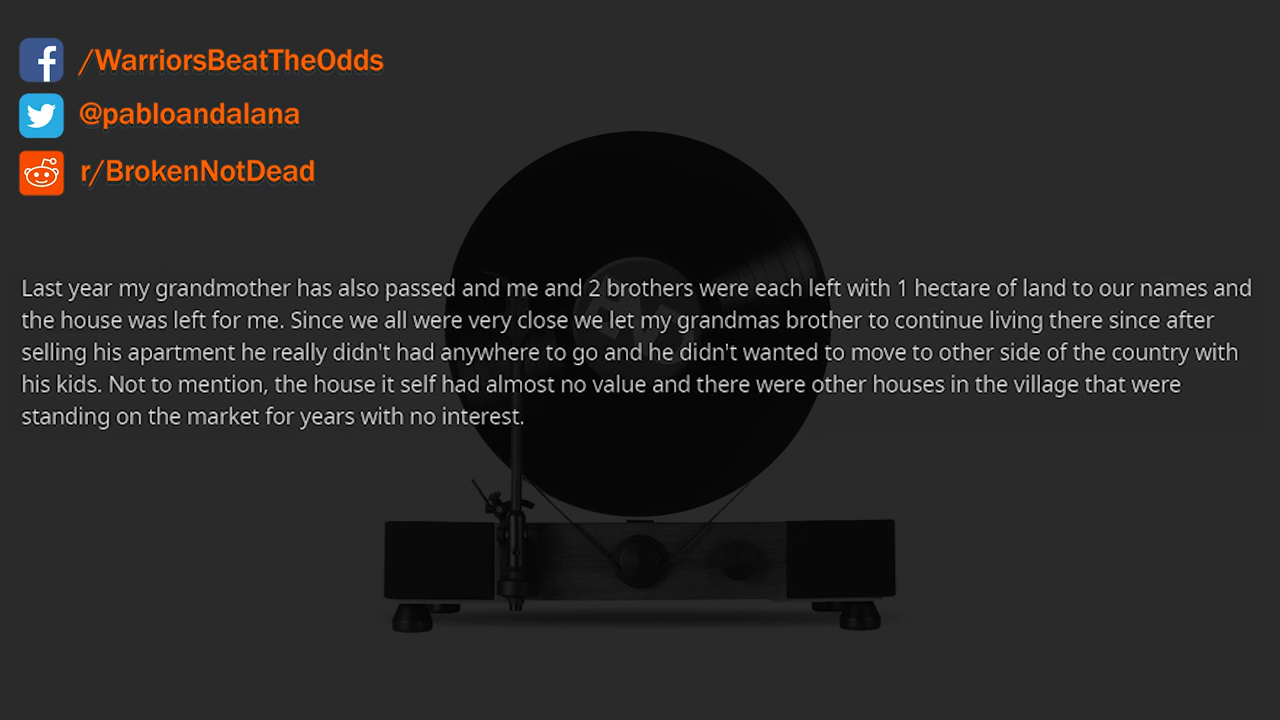 /WarriorsBeatTheOdds
@pabloandalana
r/BrokenNotDead
Last year my grandmother has also passed and me and 2 brothers were each left with 1 hectare of land to our names and
the house was left for me. Since we all were very close we let my grandmas brother to continue living there since after
selling his apartment he really didn't had anywhere to go and he didn't wanted to move to other side of the country with
his kids. Not to mention, the house it self had almost no value and there were other houses in the village that were
standing on the market for years with no interest.